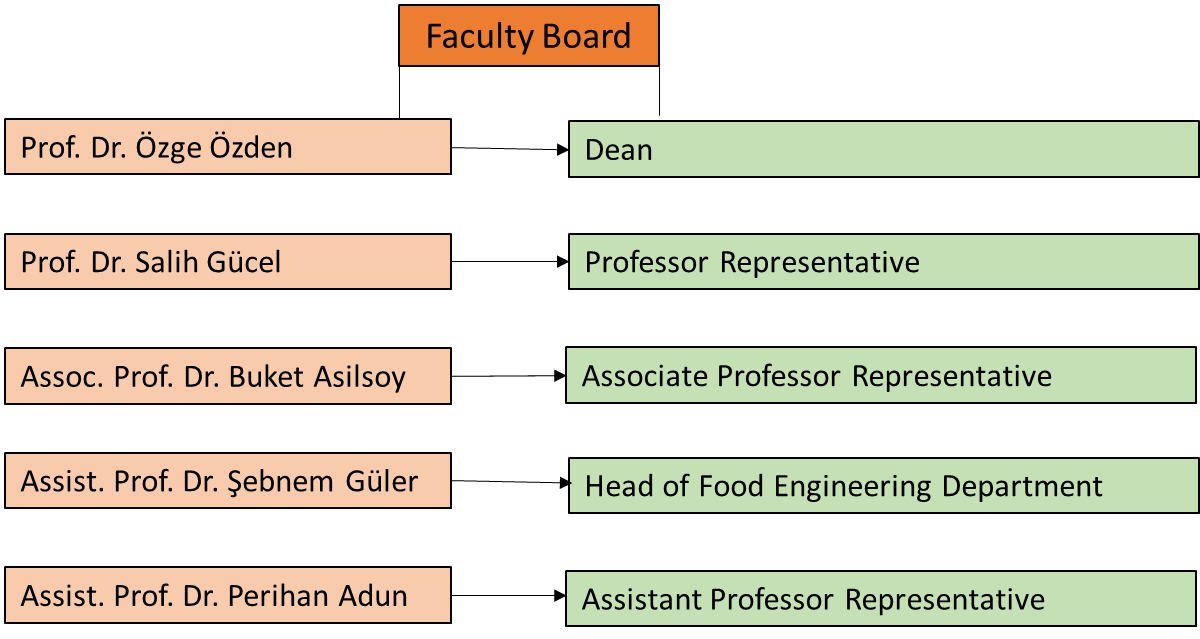 Faculty Board
Prof. Dr. Özge Özden
Dean
Prof. Dr. Salih Gücel
Professor Representative
Assoc. Prof. Dr. Buket Asilsoy
Associate Professor Representative
Assist. Prof. Dr. Şebnem Güler
Head of Food Engineering Department
Assist. Prof. Dr. Perihan Adun
Assistant Professor Representative